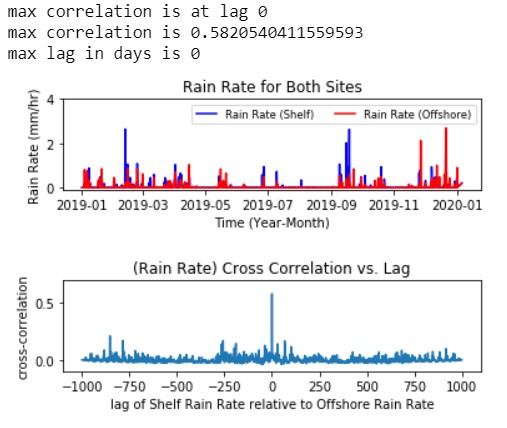 max correlation is at lag 0
max correlation is 0.5820540411559593
max lag in days is 0
Rain Rate for Both Sites
Rain Rate (mm/hr)
4
2
0
Rain Rate (Shelf) Rain Rate (Offshore)
2019-01 2019-03 2019-05 2019-07 2019-09 2019-11 2020-01
Time (Year-Month)
(Rain Rate) Cross Correlation vs. Lag
cross-correlation
0.5
0.0
−1000 −750 −500 −250 0 250 500 750 1000
lag of Shelf Rain Rate relative to Offshore Rain Rate